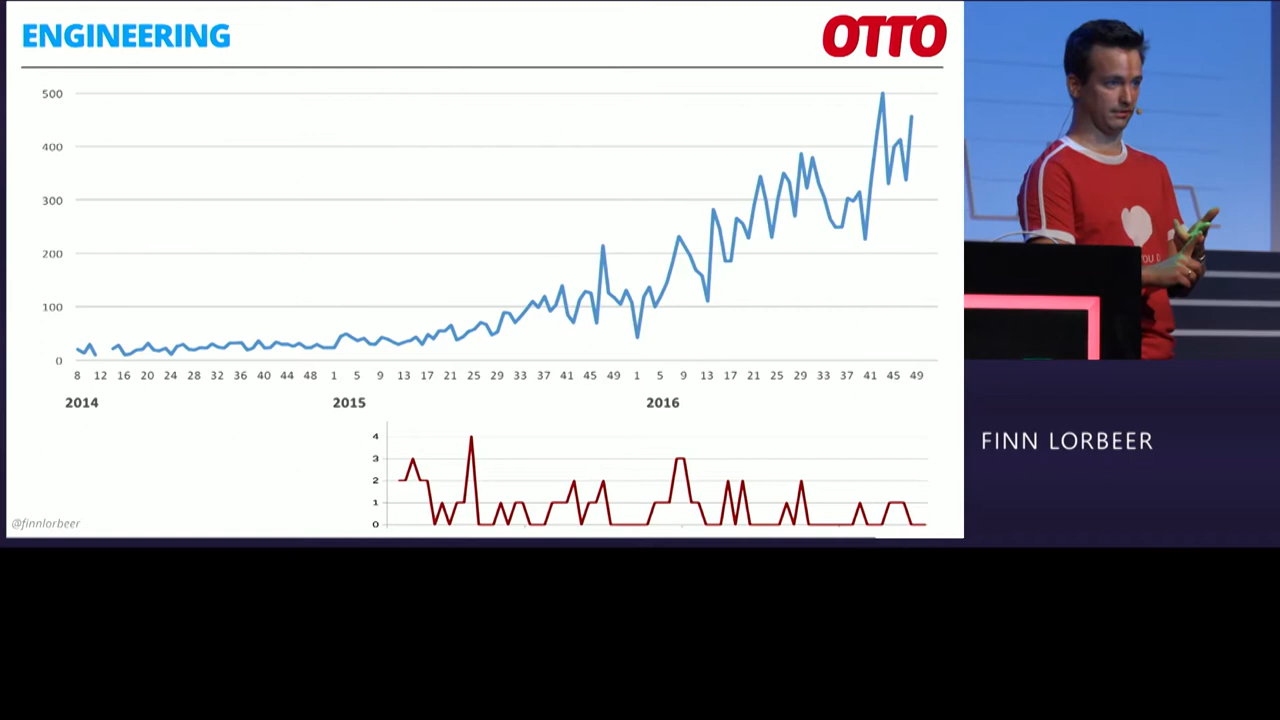 ENGINEERING
OTTO
500
400
300
200
100
0
8 12 16 20 24 28 32 36 40 44 48 1 5 9 13 17 21 25 29 33 37 41 45 49 1 5 9 13 17 21 25 29 33 37 41 45 49
2014 2015 2016
4
3
2
1
0
@finnlorbeer
YOU
FINN LORBEER